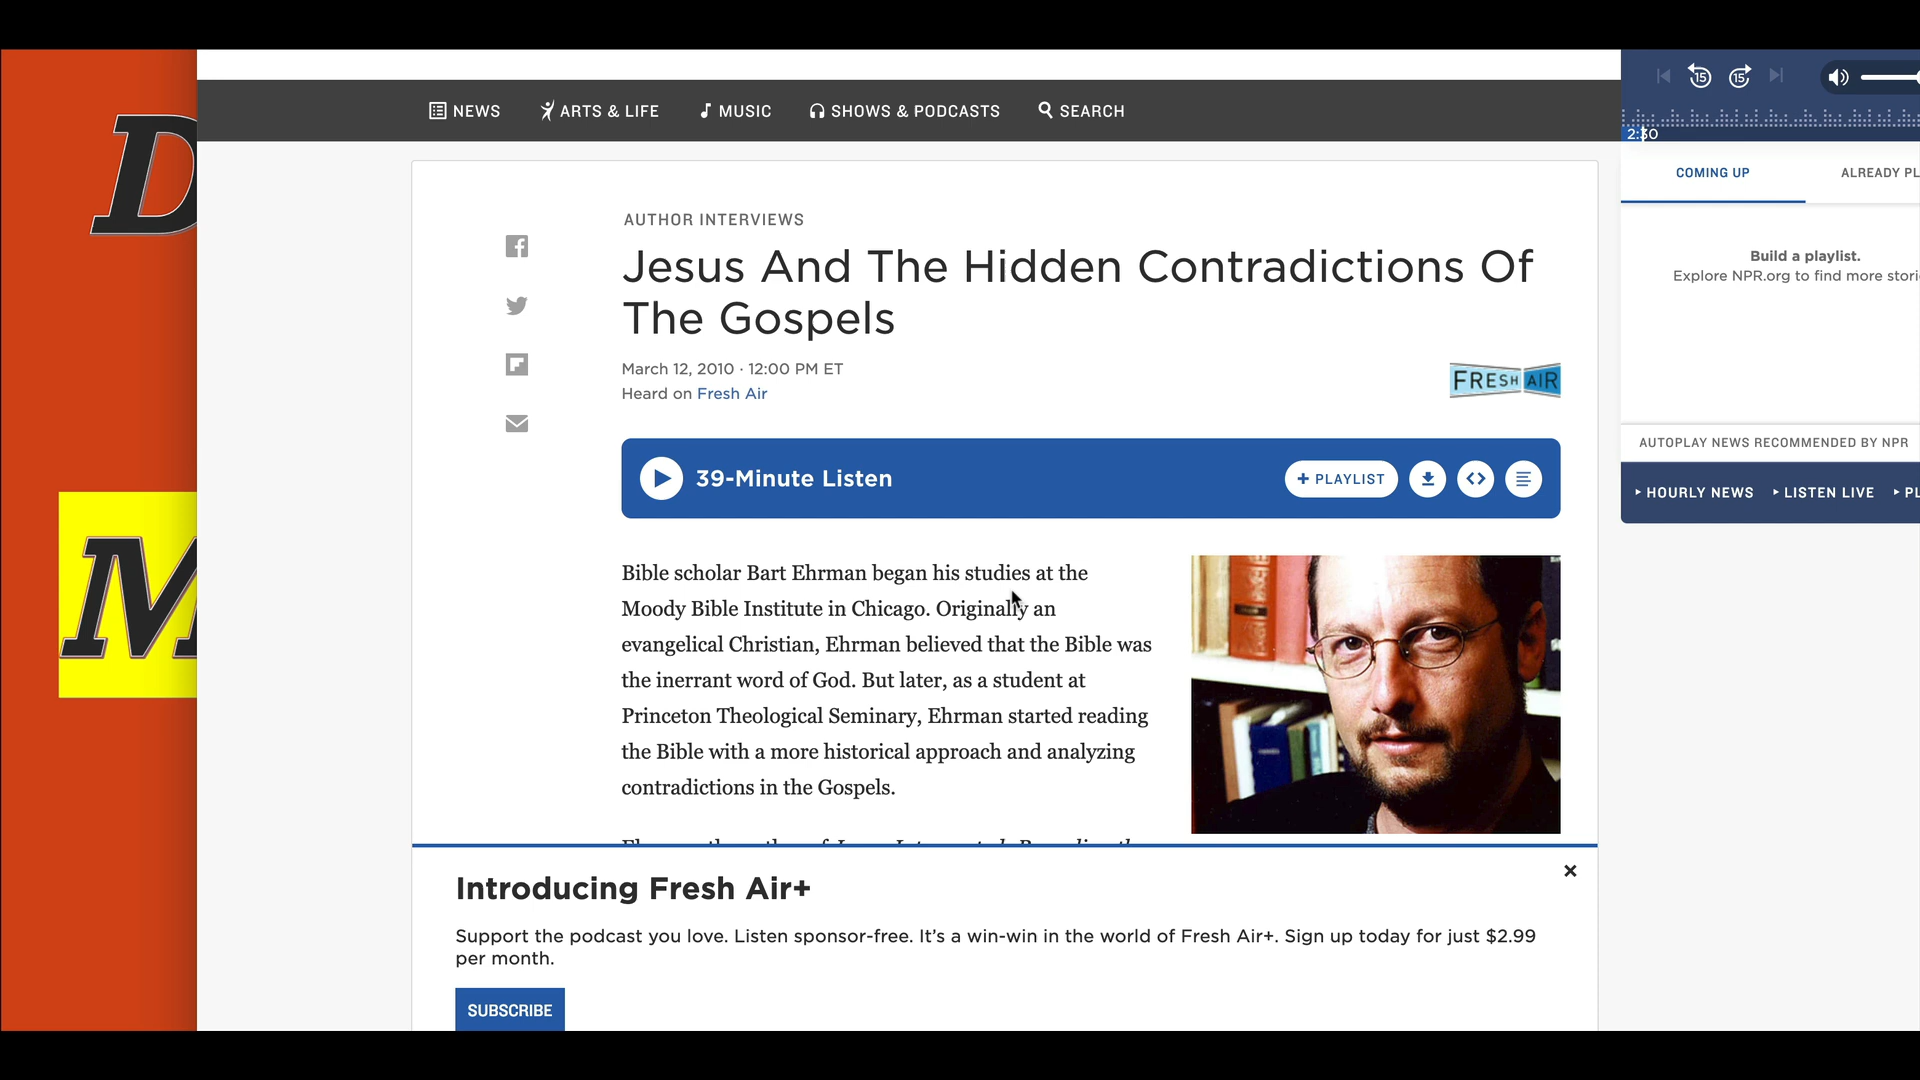 D
M
NEWS
ARTS & LIFE
MUSIC
SHOWS & PODCASTS
SEARCH
15
15
2:30
COMING UP
ALREADY PL
Build a playlist.
Explore NPR.org to find more stori
AUTOPLAY NEWS RECOMMENDED BY NPR
HOURLY NEWS
LISTEN LIVE
PL
AUTHOR INTERVIEWS
Jesus And The Hidden Contradictions Of
The Gospels
March 12, 2010 · 12:00 PM ET
Heard on Fresh Air
FRESH AIR
39-Minute Listen
+ PLAYLIST
Bible scholar Bart Ehrman began his studies at the
Moody Bible Institute in Chicago. Originally an
evangelical Christian, Ehrman believed that the Bible was
the inerrant word of God. But later, as a student at
Princeton Theological Seminary, Ehrman started reading
the Bible with a more historical approach and analyzing
contradictions in the Gospels.
Introducing Fresh Air+
Support the podcast you love. Listen sponsor-free. It's a win-win in the world of Fresh Air+. Sign up today for just $2.99
per month.
SUBSCRIBE